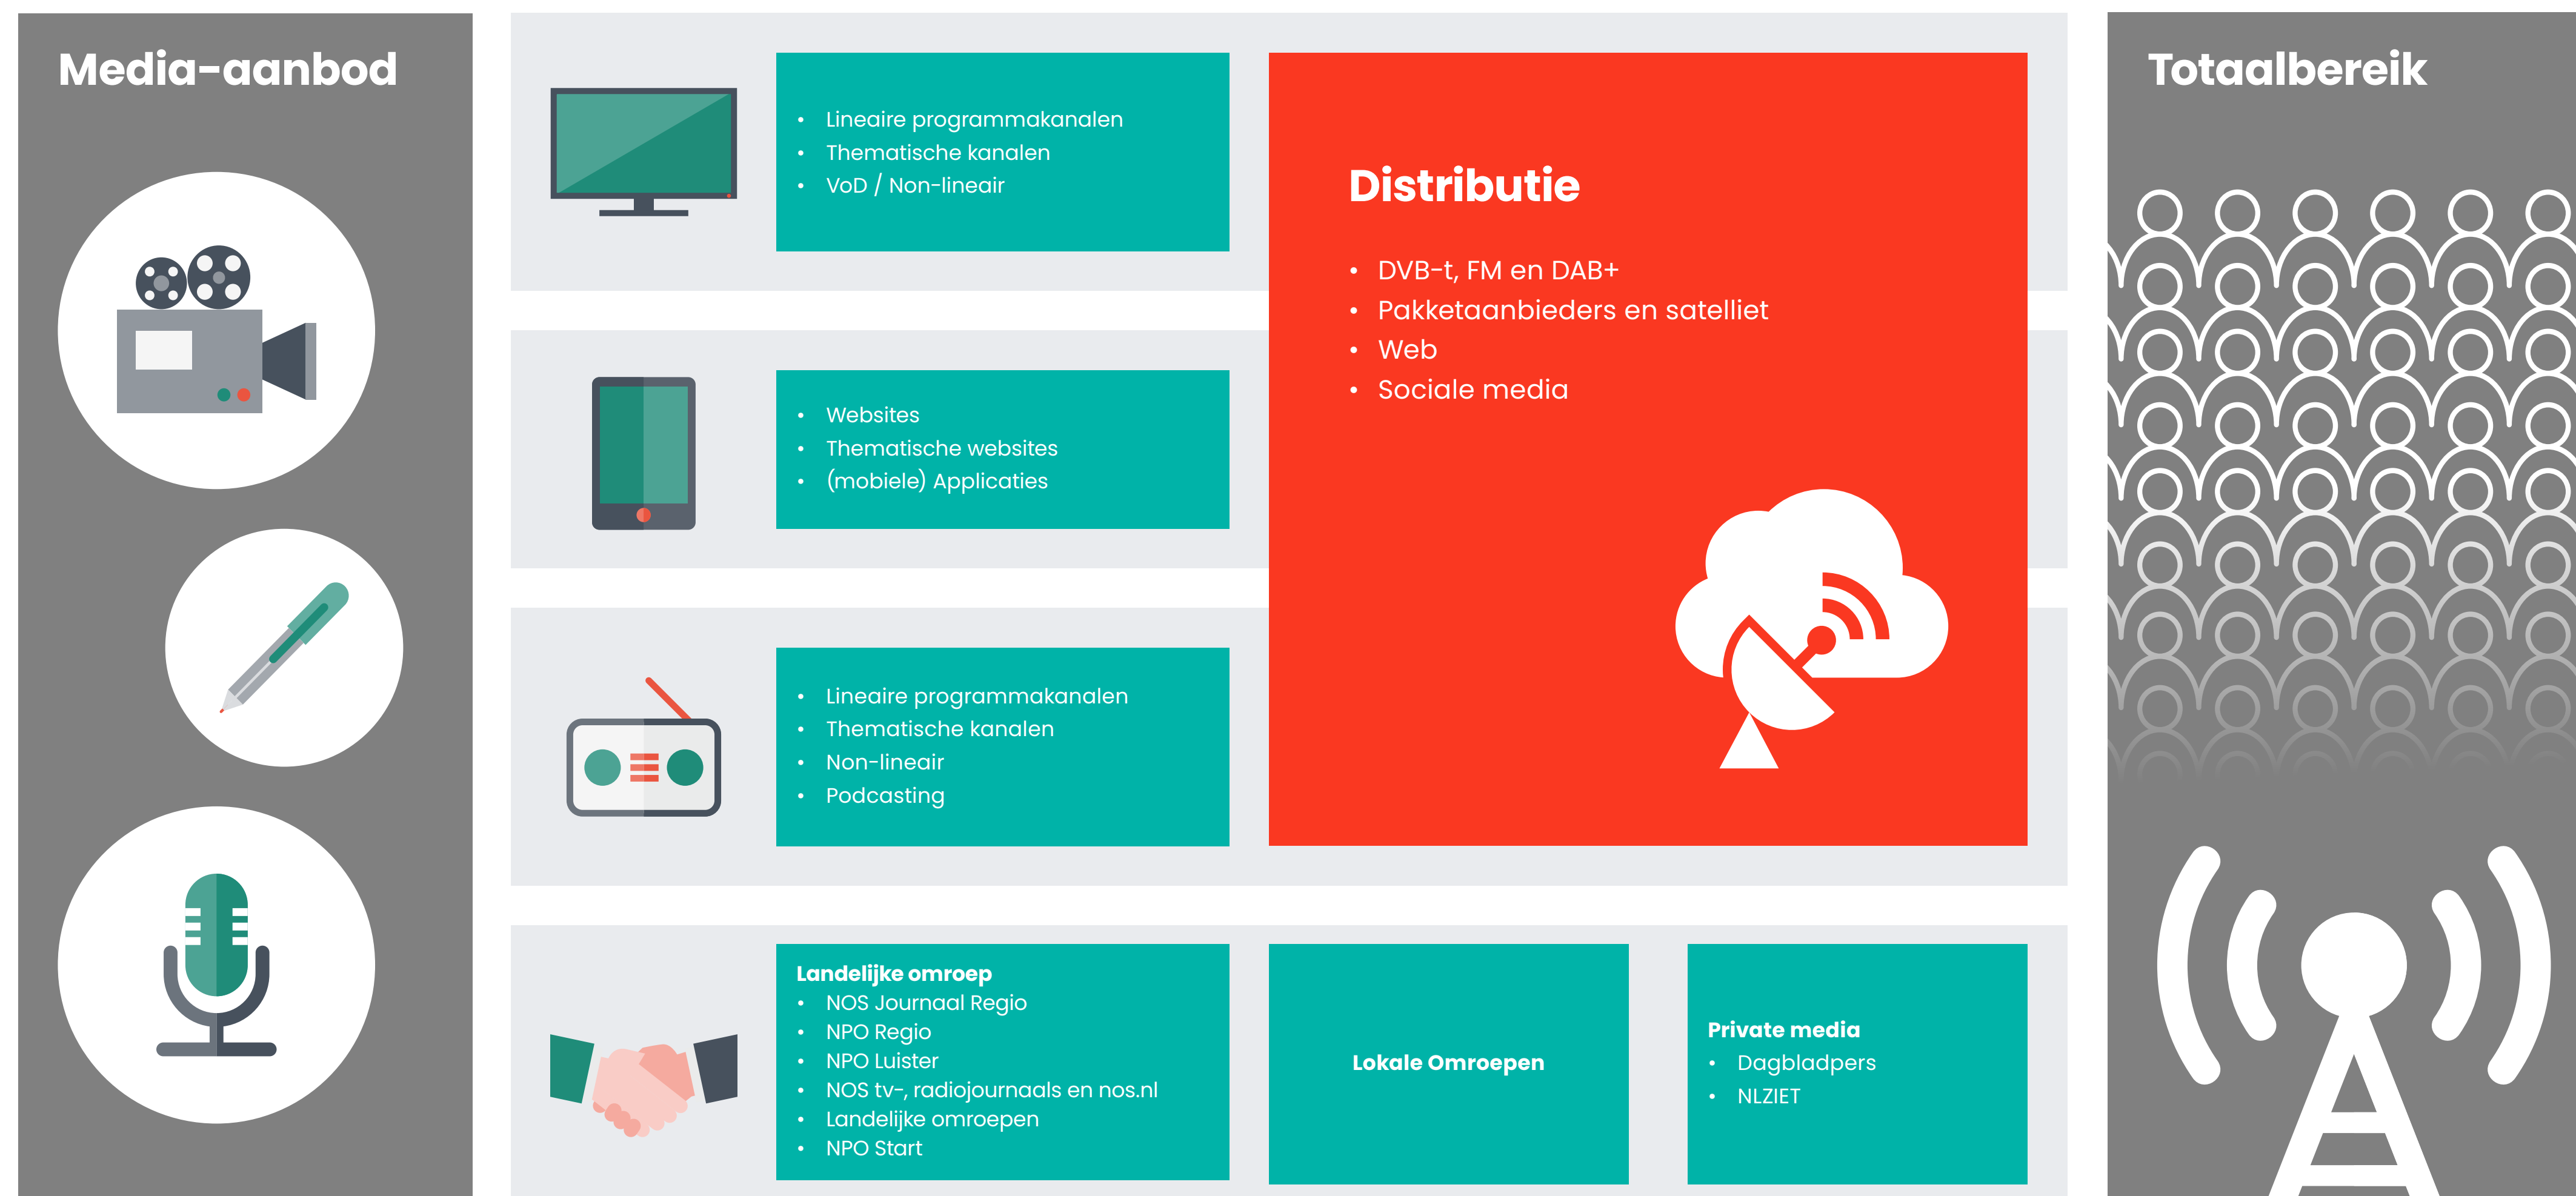 Media-aanbod
• Lineaire programmakanalen
• Thematische kanalen
• VoD / Non-lineair
• Websites
• Thematische websites
• (mobiele) Applicaties
• Lineaire programmakanalen
• Thematische kanalen
• Non-lineair
• Podcasting
Distributie
• DVB-t, FM en DAB+
• Pakketaanbieders en satelliet
• Web
• Sociale media
Landelijke omroep
• NOS Journaal Regio
• NPO Regio
• NPO Luister
• NOS tv-, radiojournaals en nos.nl
• Landelijke omroepen
• NPO Start
Lokale Omroepen
Private media
• Dagbladpers
• NLZIET
Totaalbereik